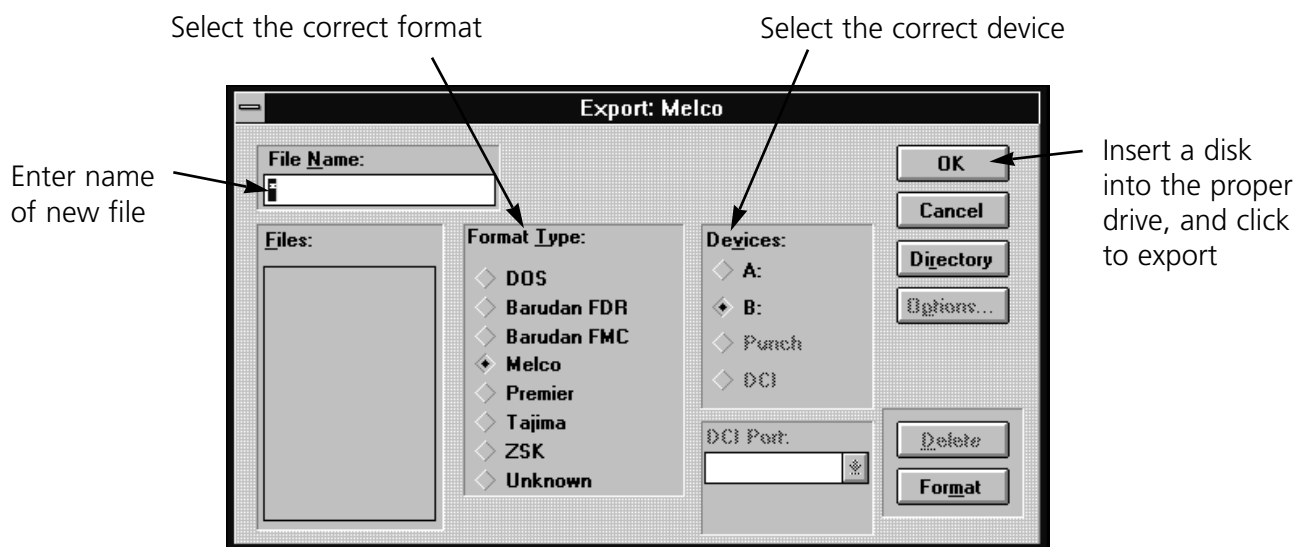 Select the correct format
Select the correct device
Export: Melco
Enter name
of new file
File Name:
*
Files:
Format Type:
DOS
Barudan FDR
Barudan FMC
Melco
Premier
Tajima
ZSK
Unknown
Devices:
A:
B:
Punch
DCI
DCI Port:
OK
Cancel
Directory
Options...
Delete
Format
Insert a disk
into the proper
drive, and click
to export